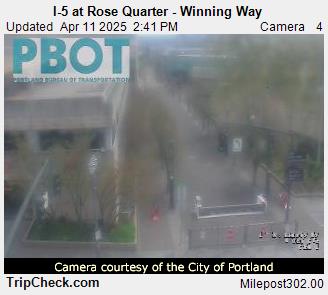 I-5 at Rose Quarter - Winning Way
Updated Apr 11 2025 2:41 PM Camera 4
PBOT
PORTLAND BUREAU OF TRANSPORTATION
Camera courtesy of the City of Portland
TripCheck.com Milepost302.00